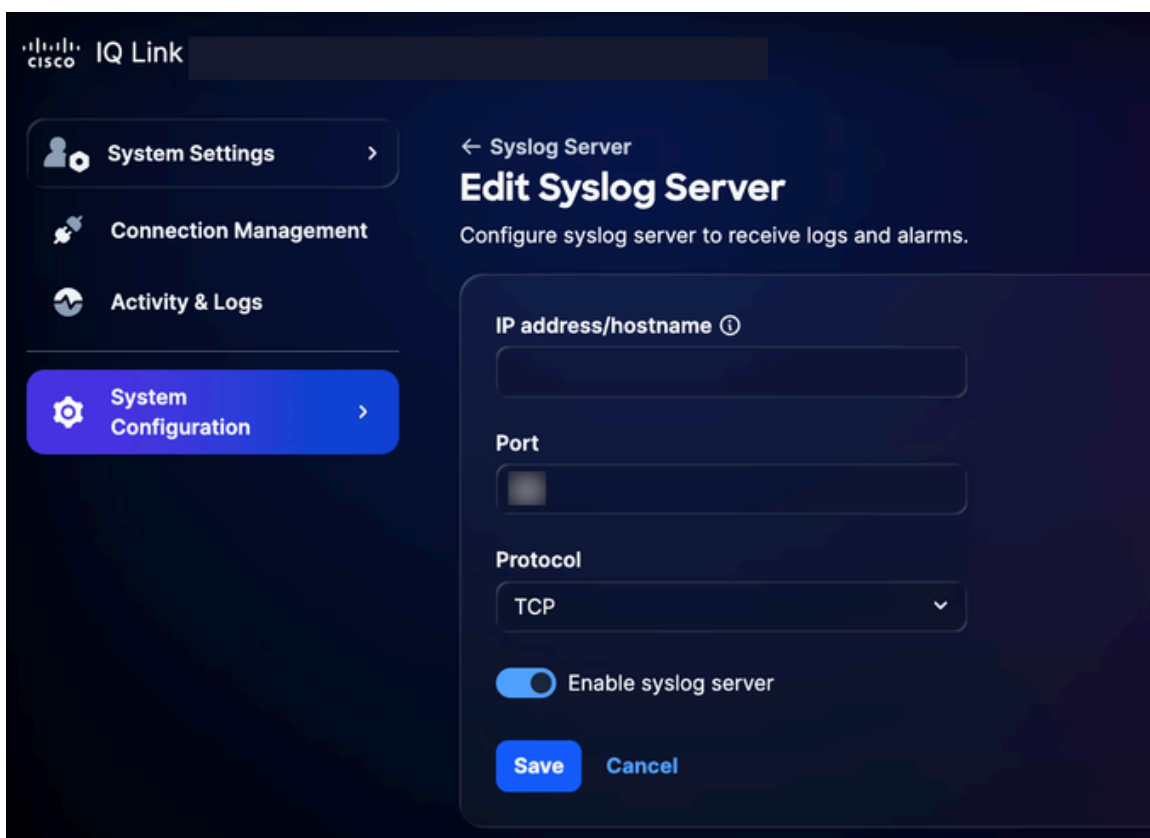 cisco IQ Link
System Settings
Connection Management
Activity & Logs
System
Configuration
← Syslog Server
Edit Syslog Server
Configure syslog server to receive logs and alarms.
IP address/hostname
Port
Protocol
TCP
Enable syslog server
Save Cancel